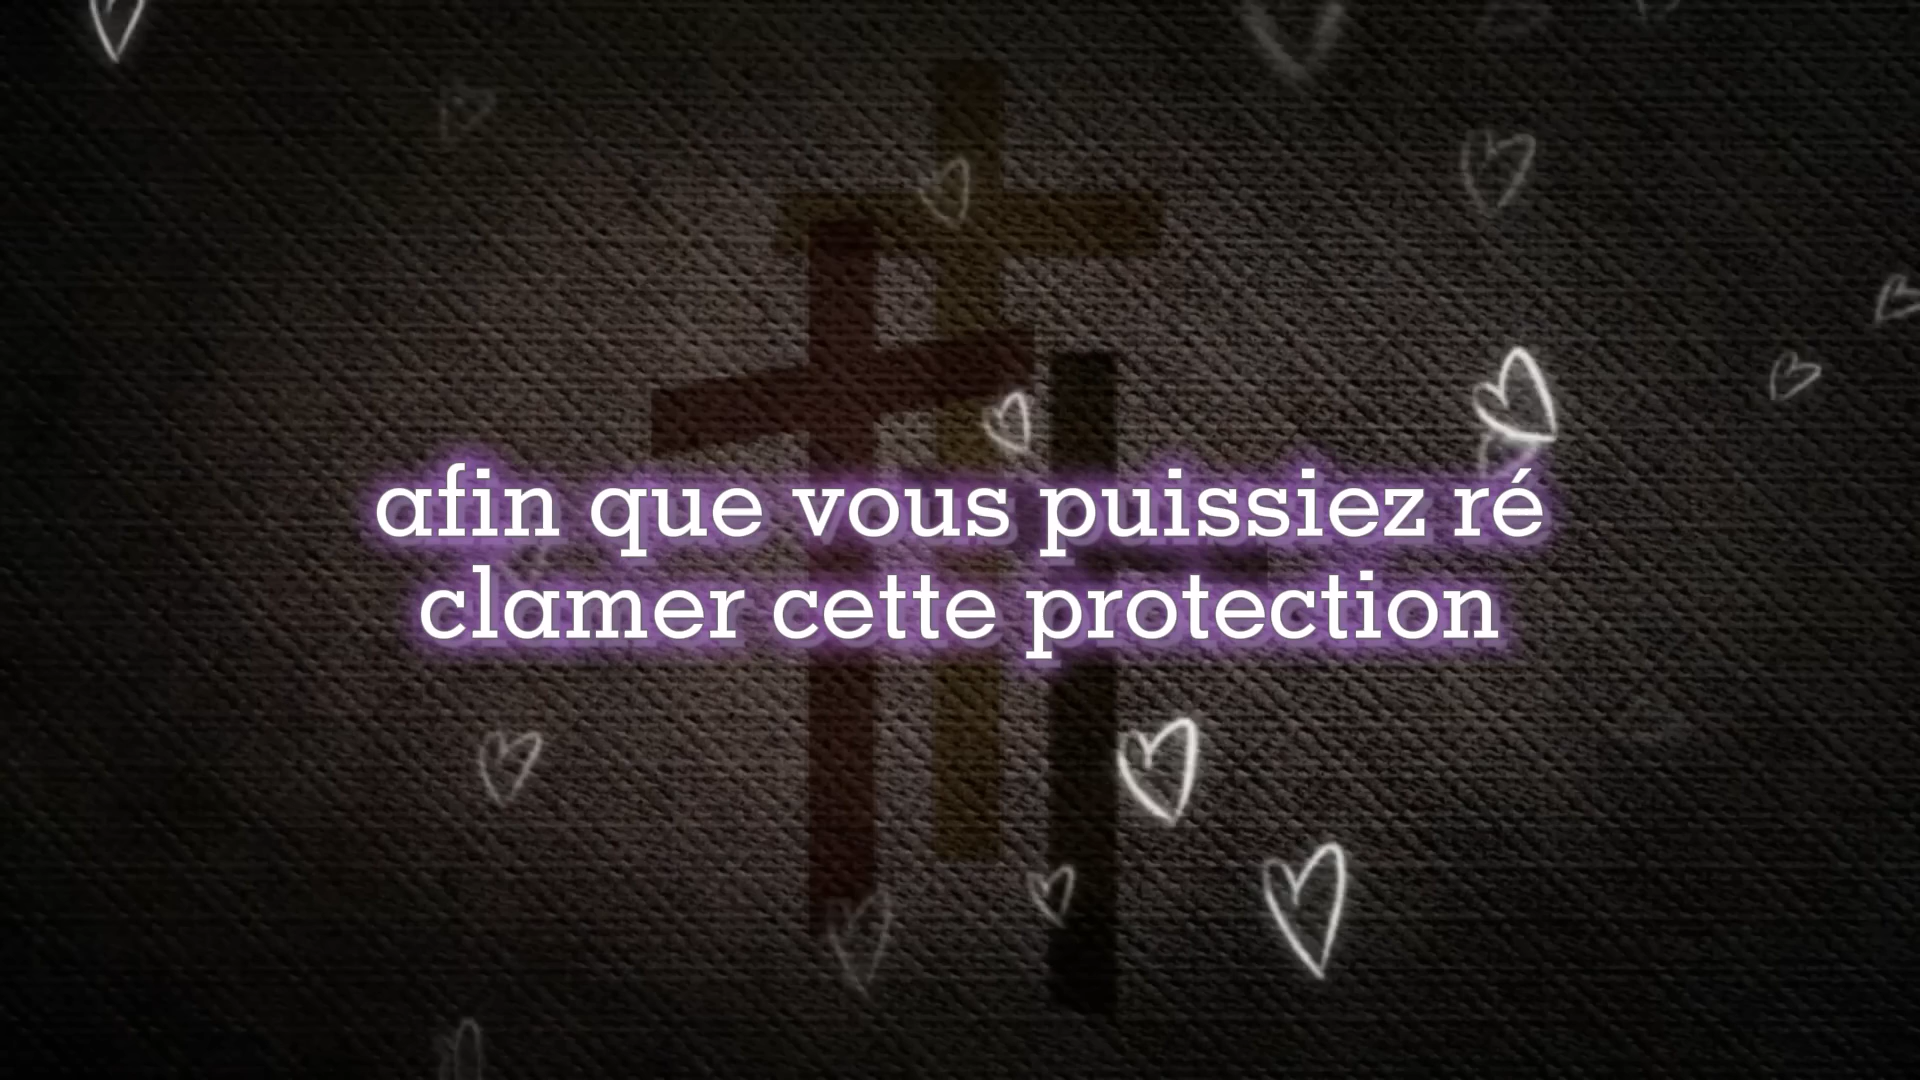 afin que vous puissiez ré
clamer cette protection